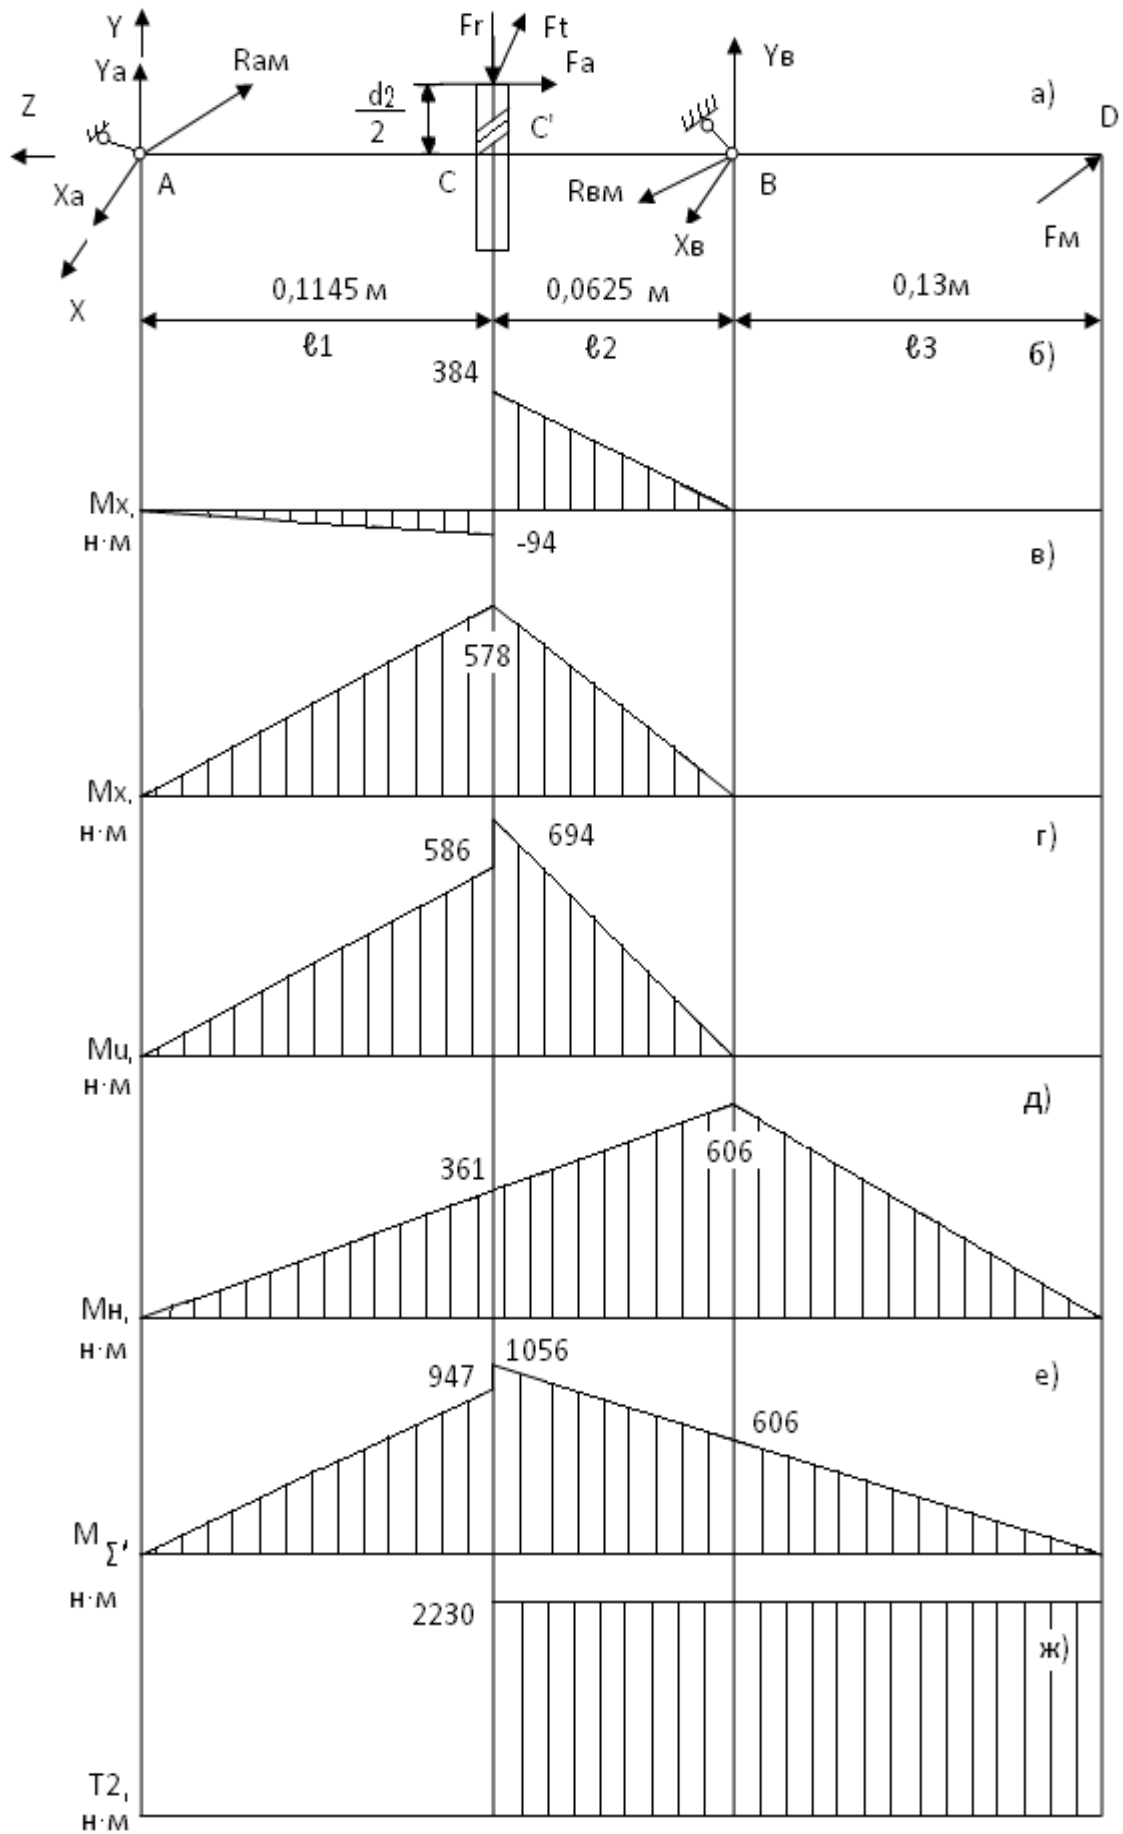 Y
Fr
Ft
Yа
Rам
Fa
Yв
а)
Z
d2
2
C'
D
Xа
A
C
Rвм
B
Xв
Fм
X
0,1145 м
0,0625 м
0,13м
ℓ1
ℓ2
ℓ3
б)
384
Mx,
н·м
-94
в)
578
Mx,
н·м
694
г)
586
Mи,
н·м
д)
606
361
Mн,
н·м
1056
947
е)
606
M Σ,
н·м
2230
ж)
T2,
н·м